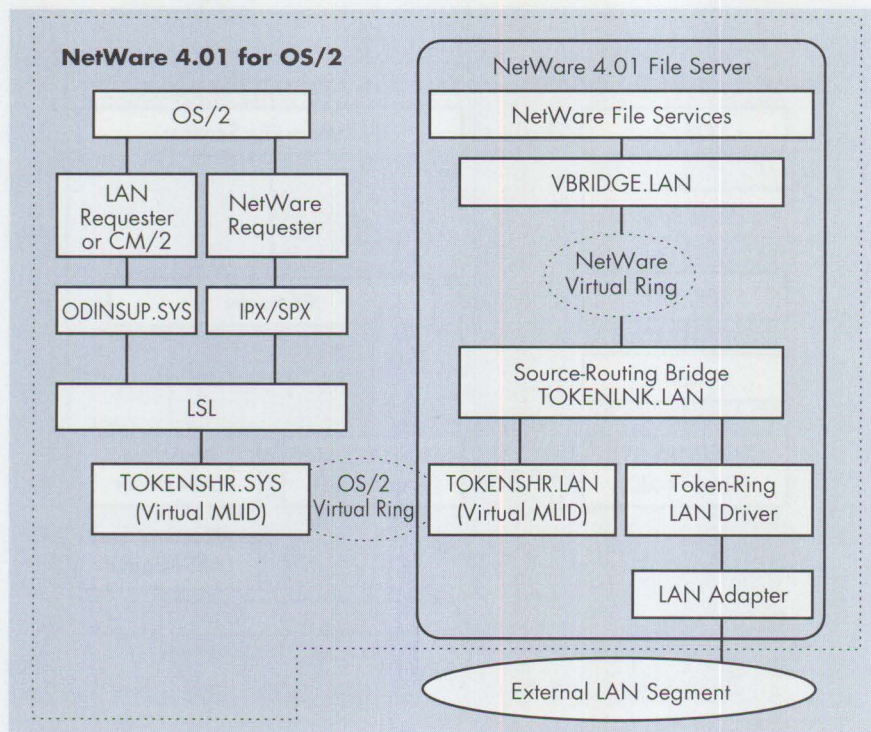 NetWare 4.01 for OS/2
OS/2
LAN
Requester
or CM/2
NetWare
Requester
ODINSUP.SYS
IPX/SPX
LSL
TOKENSHR.SYS
(Virtual MLID)
OS/2
Virtual Ring
NetWare 4.01 File Server
NetWare File Services
VBRIDGE.LAN
NetWare
Virtual Ring
Source-Routing Bridge
TOKENLNK.LAN
TOKENSHR.LAN
(Virtual MLID)
Token-Ring
LAN Driver
LAN Adapter
External LAN Segment